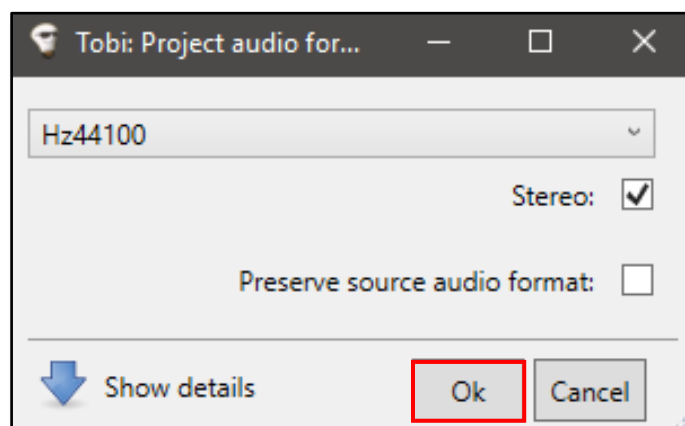 Tobi: Project audio for...
Hz44100
Stereo:
Preserve source audio format:
Show details
Ok
Cancel